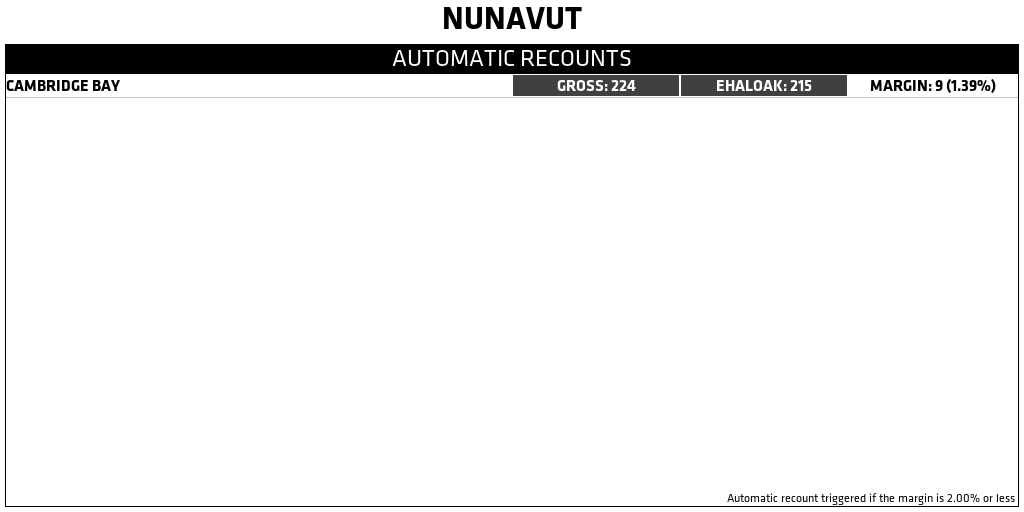 NUNAVUT
AUTOMATIC RECOUNTS
CAMBRIDGE BAY GROSS: 224 EHALOAK: 215 MARGIN: 9 (1.39%)
Automatic recount triggered if the margin is 2.00% or less